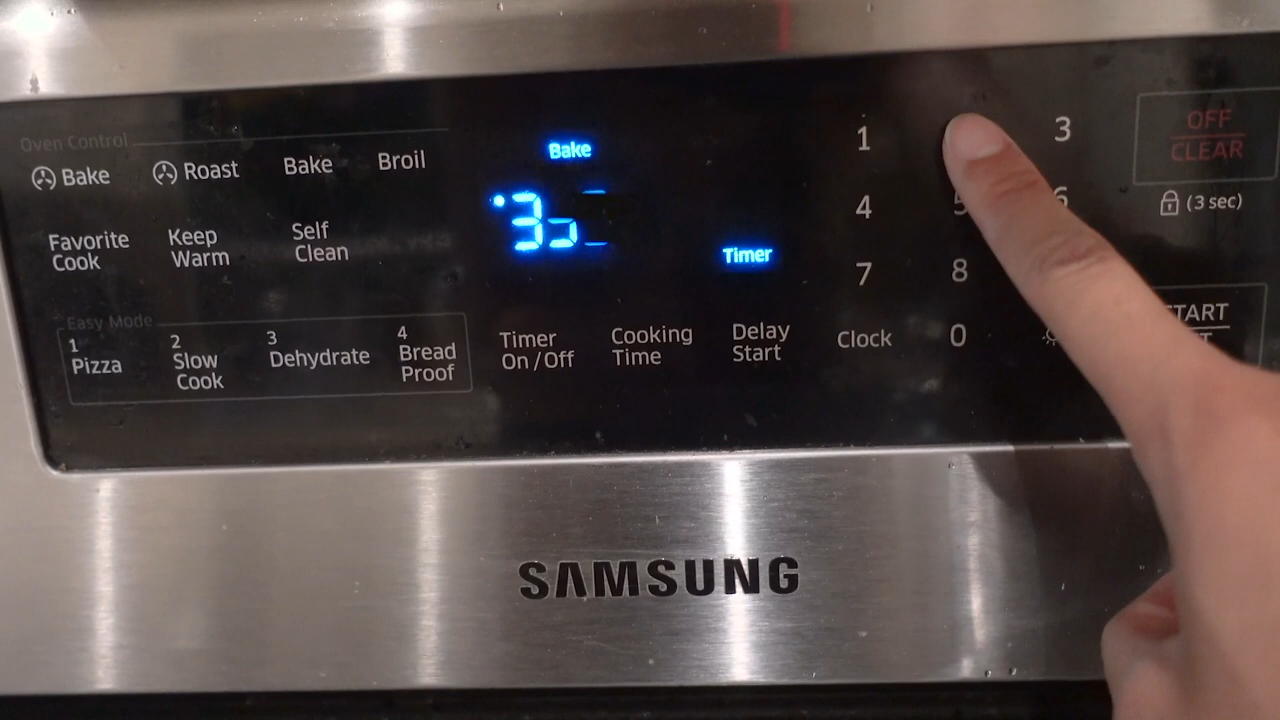 Oven Control
Bake
Roast
Bake
Broil
Favorite
Cook
Keep
Warm
Self
Clean
Easy Mode
1
Pizza
2
Slow
Cook
3
Dehydrate
4
Bread
Proof
Bake
Timer
Timer
On/Off
Cooking
Time
Delay
Start
1
3
4
5
6
7
8
Clock
0
OFF
CLEAR
(3 sec)
START
SAMSUNG